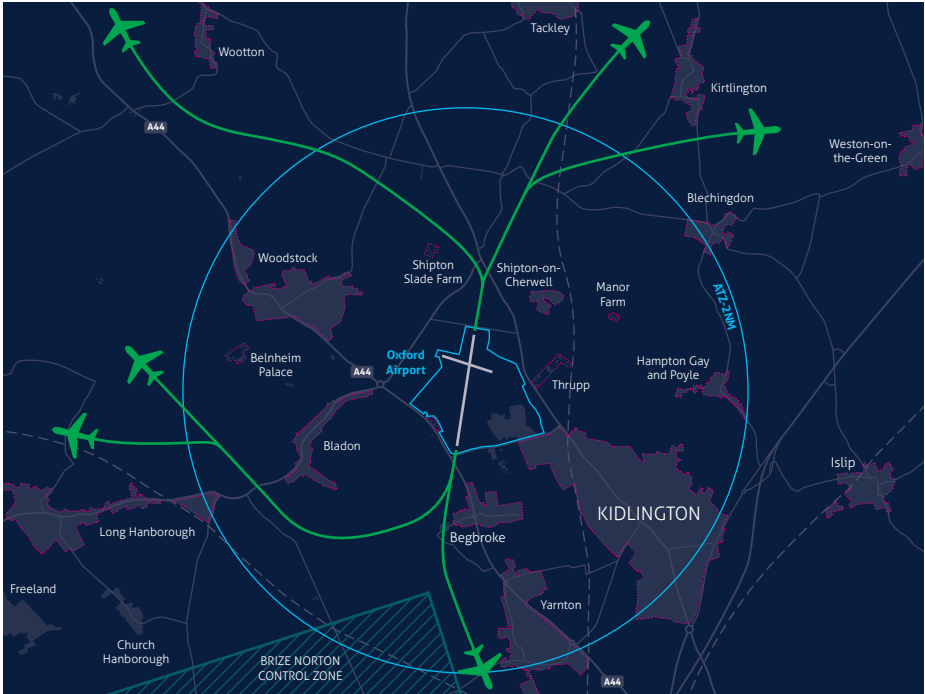 Tackley
Wootton
Kirtlington
A44
Weston-on-
the-Green
Blechingdon
Woodstock
Shipton
Slade Farm
Shipton-on-
Cherwell
Manor
Farm
ATZ-2NM
Oxford
Airport
Belnheim
Palace
A44
Thrupp
Hampton Gay
and Poyle
Bladon
Islip
KIDLINGTON
Long Hanborough
Begbroke
Freeland
Yarnton
Church
Hanborough
BRIZE NORTON
CONTROL ZONE
A44